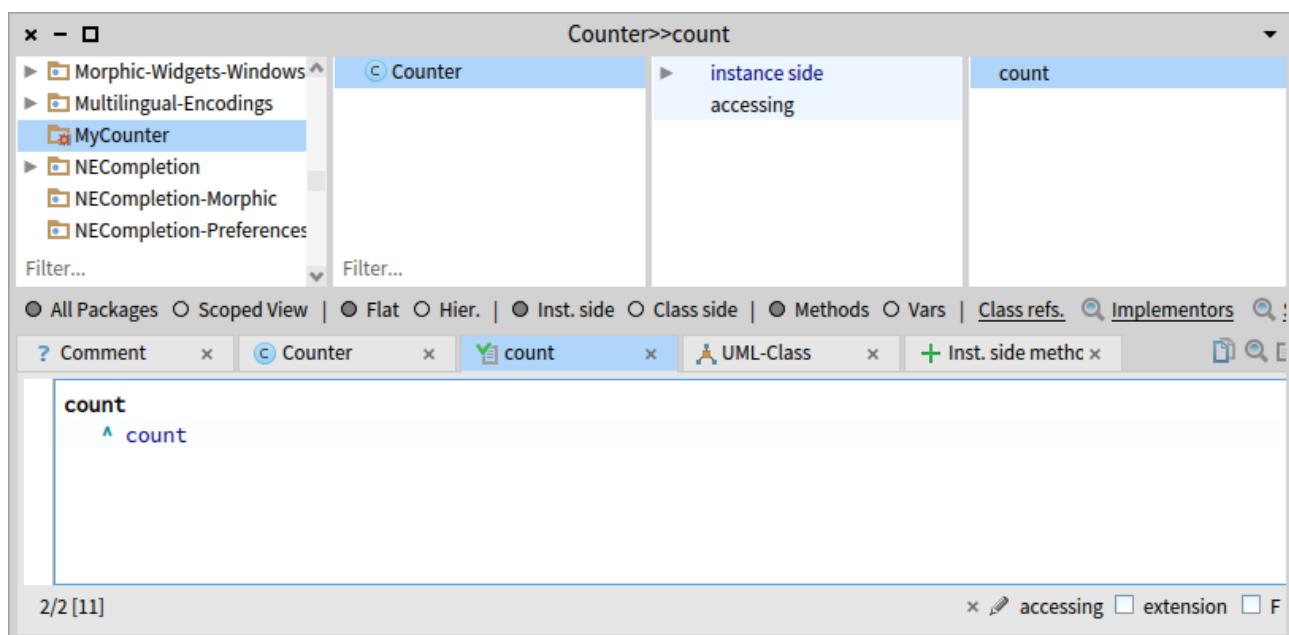 Counter>>count
Morphic-Widgets-Windows
Multilingual-Encodings
MyCounter
NECompletion
NECompletion-Morphic
NECompletion-Preferences
Filter...
Counter
Filter...
instance side
accessing
count
All Packages Scoped View | Flat Hier. | Inst. side Class side | Methods Vars | Class refs. Implementors
? Comment × C Counter × count × UML-Class × + Inst. side methc ×
count
^ count
2/2 [11] × accessing extension F